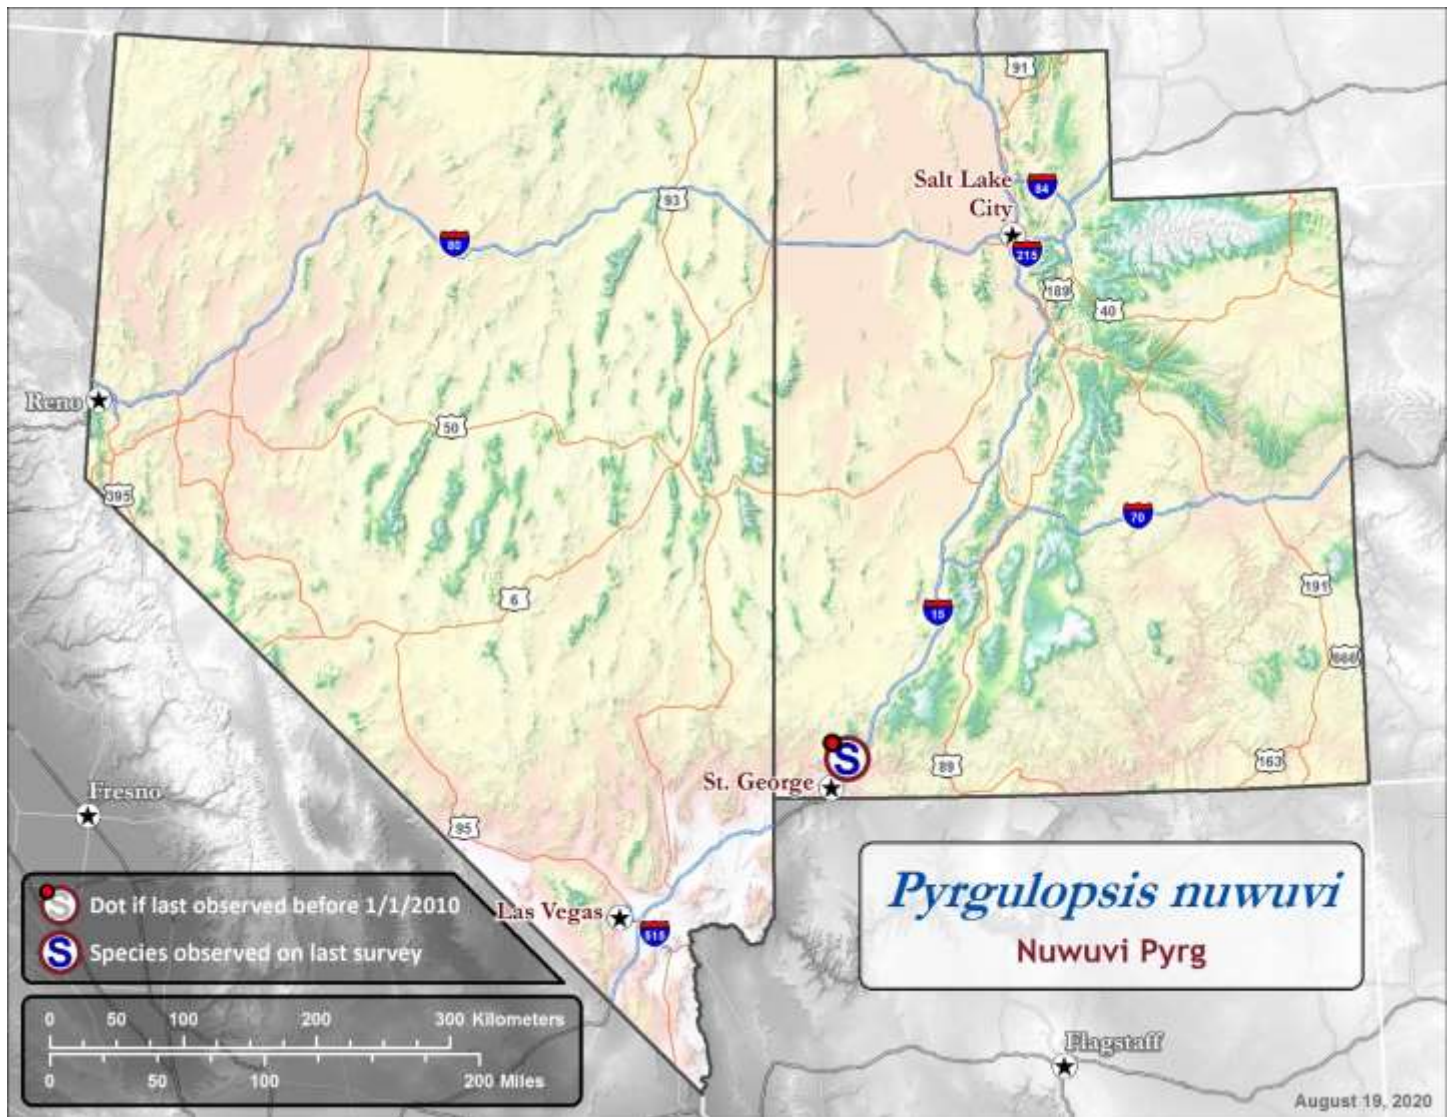 91
Salt Lake
City
84
93
80
215
189
40
Reno
50
395
70
6
191
15
666
S
St. George
89
163
Fresno
95
Pyrgulopsis nuwuvi
Nuwuvi Pyrg
S Dot if last observed before 1/1/2010
Las Vegas
515
S Species observed on last survey
0 50 100 200 300 Kilometers
0 50 100 200 Miles
Flagstaff
August 19, 2020